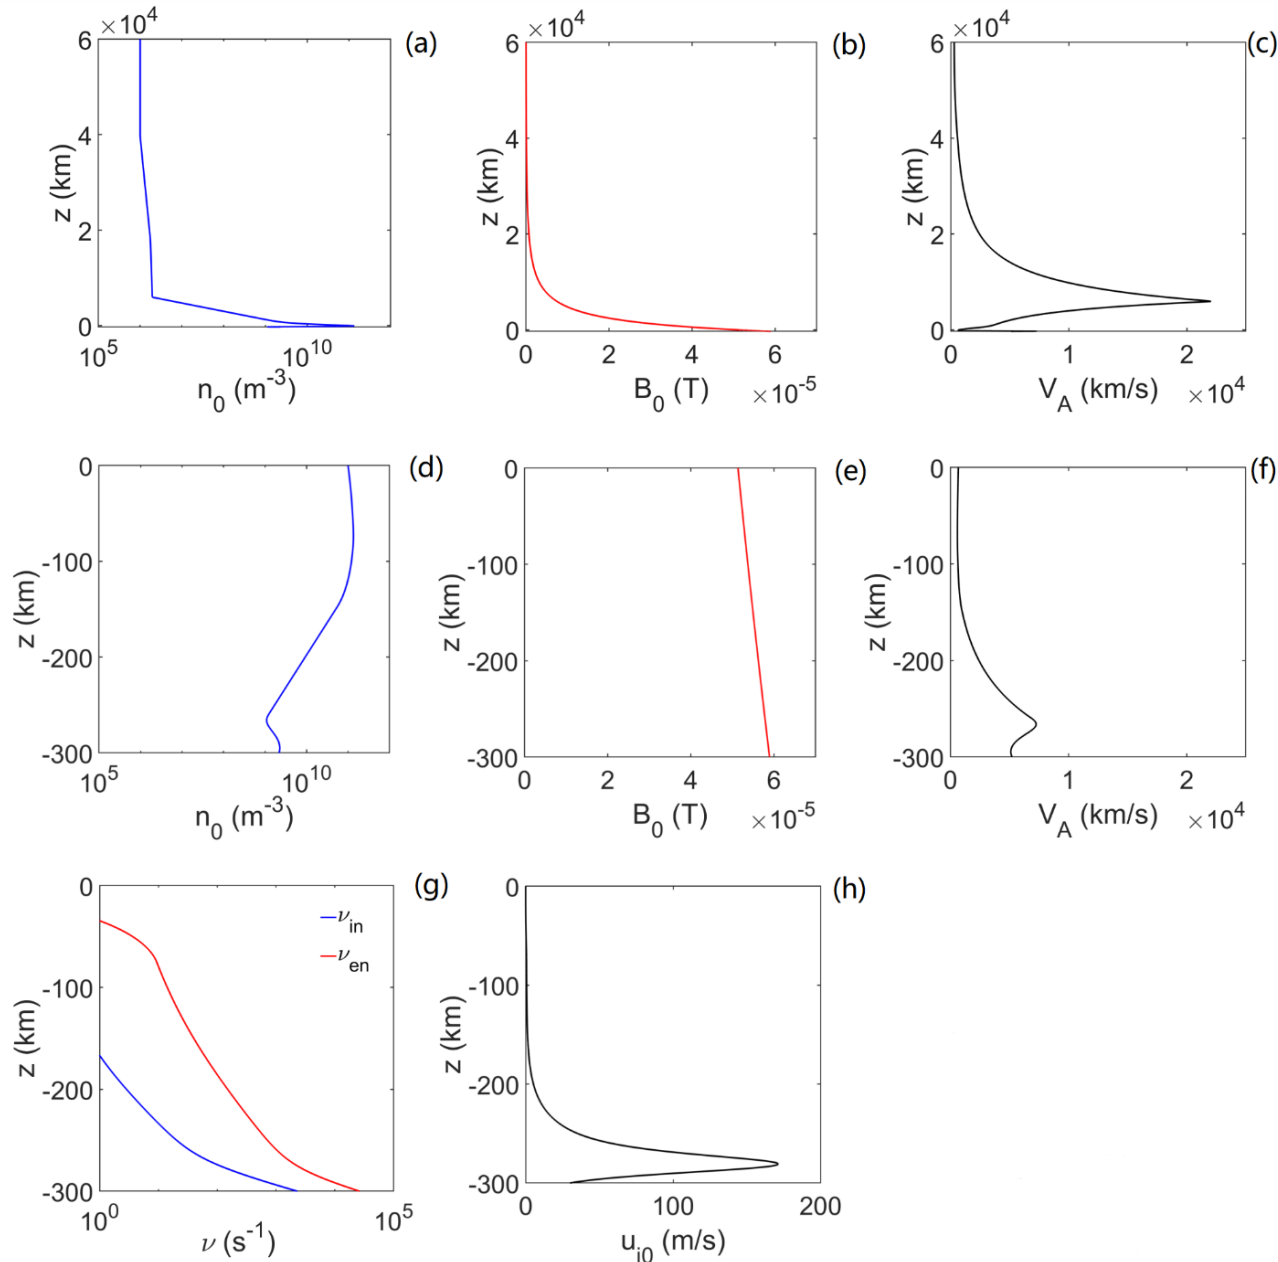 ×10⁴ (a)
6
4
2
0
z (km)
10⁵ 10¹⁰
n₀ (m⁻³)
×10⁴ (b)
6
4
2
0
z (km)
0 2 4 6
B₀ (T) ×10⁻⁵
×10⁴ (c)
6
4
2
0
z (km)
0 1 2
V_A (km/s) ×10⁴
(d)
0
-100
-200
-300
z (km)
10⁵ 10¹⁰
n₀ (m⁻³)
(e)
0
-100
-200
-300
z (km)
0 2 4 6
B₀ (T) ×10⁻⁵
(f)
0
-100
-200
-300
z (km)
0 1 2
V_A (km/s) ×10⁴
(g)
0
-100
-200
-300
z (km)
ν_in
ν_en
10⁰ 10⁵
ν (s⁻¹)
(h)
0
-100
-200
-300
z (km)
0 100 200
u_i0 (m/s)